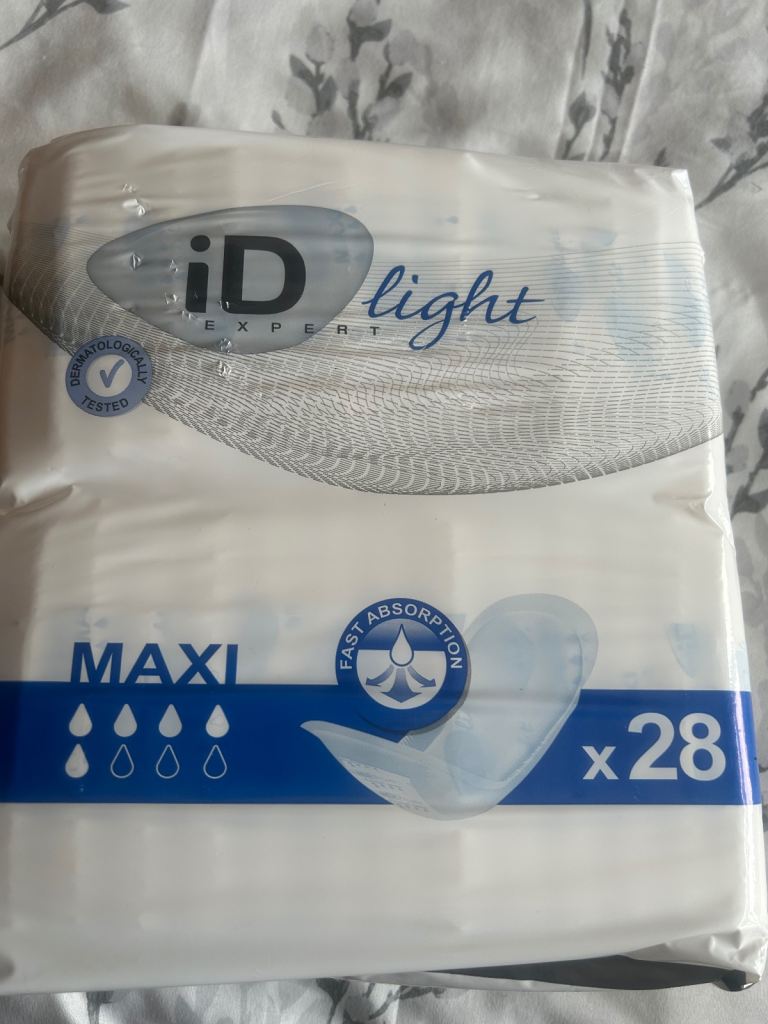 iD
EXPERT
light
DERMATOLOGICALLY
TESTED
FAST ABSORPTION
MAXI
x28